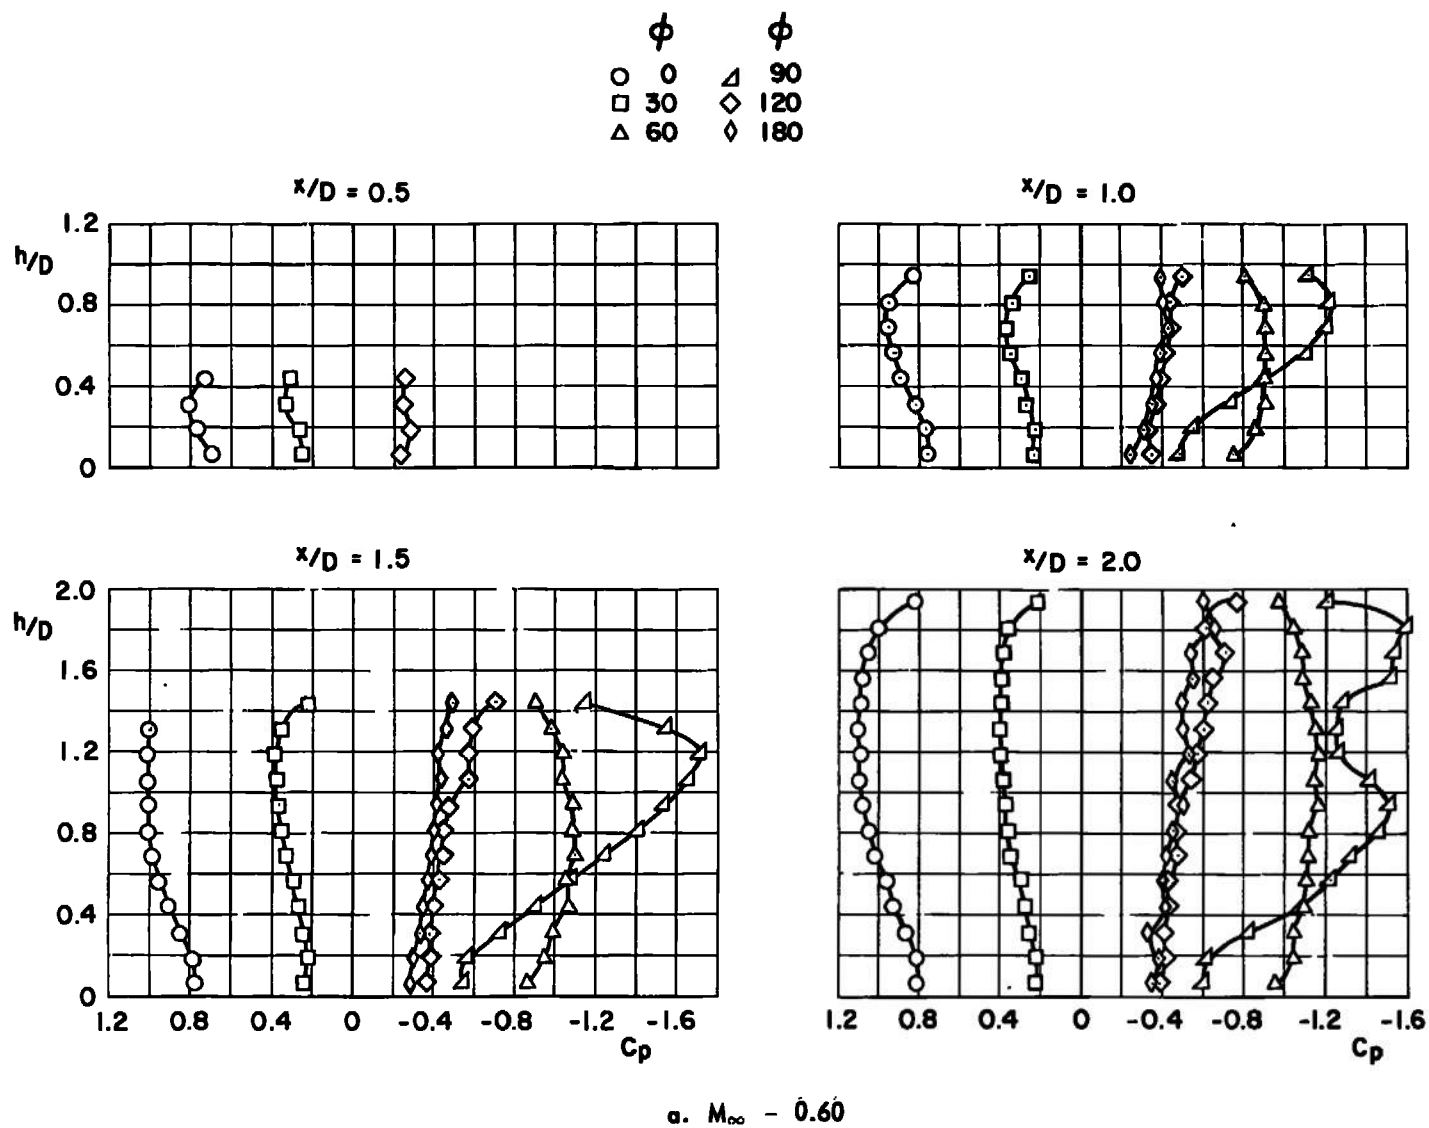 ϕ ϕ
0 90
30 120
60 180
x/D = 0.5
x/D = 1.0
1.2
h/D
0.8
0.4
0
x/D = 1.5
x/D = 2.0
2.0
h/D
1.6
1.2
0.8
0.4
0
1.2 0.8 0.4 0 -0.4 -0.8 -1.2 -1.6
1.2 0.8 0.4 0 -0.4 -0.8 -1.2 -1.6
Cp
Cp
a. M∞ - 0.60